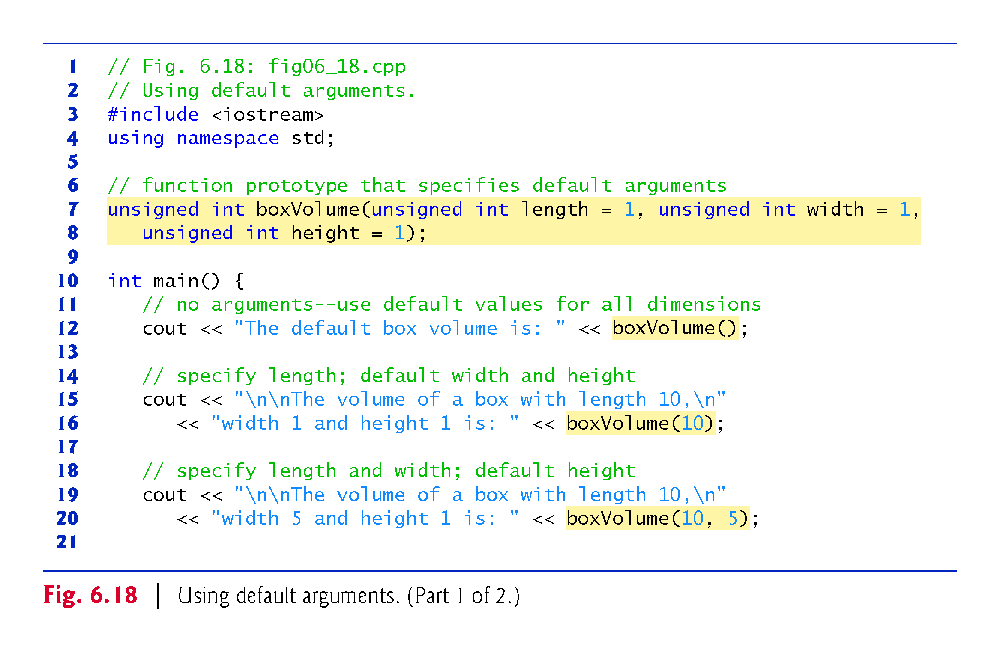 1 // Fig. 6.18: fig06_18.cpp
2 // Using default arguments.
3 #include <iostream>
4 using namespace std;
5
6 // function prototype that specifies default arguments
7 unsigned int boxVolume(unsigned int length = 1, unsigned int width = 1,
8    unsigned int height = 1);
9
10 int main() {
11    // no arguments--use default values for all dimensions
12    cout << "The default box volume is: " << boxVolume();
13
14    // specify length; default width and height
15    cout << "\n\nThe volume of a box with length 10,\n"
16       << "width 1 and height 1 is: " << boxVolume(10);
17
18    // specify length and width; default height
19    cout << "\n\nThe volume of a box with length 10,\n"
20       << "width 5 and height 1 is: " << boxVolume(10, 5);
21
Fig. 6.18 | Using default arguments. (Part 1 of 2.)